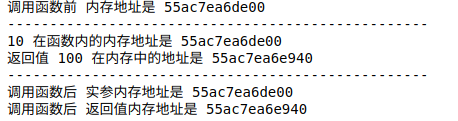 调用函数前 内存地址是 55ac7ea6de00
--------------------------------------------------
10 在函数内的内存地址是 55ac7ea6de00
返回值 100 在内存中的地址是 55ac7ea6e940
--------------------------------------------------
调用函数后 实参内存地址是 55ac7ea6de00
调用函数后 返回值内存地址是 55ac7ea6e940